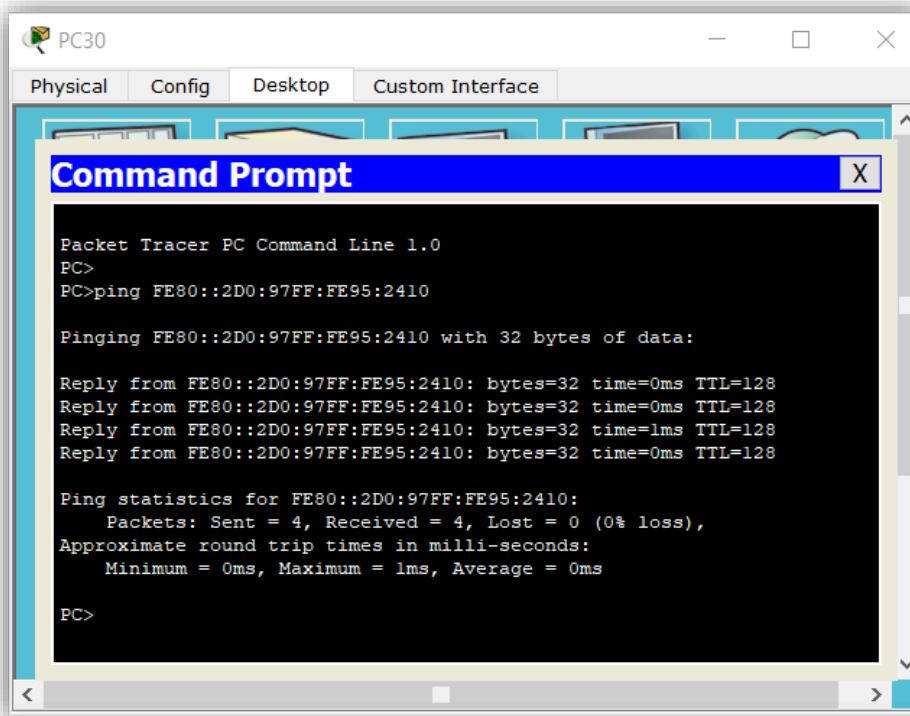 PC30
Physical Config Desktop Custom Interface
Command Prompt X
Packet Tracer PC Command Line 1.0
PC>
PC>ping FE80::2D0:97FF:FE95:2410
Pinging FE80::2D0:97FF:FE95:2410 with 32 bytes of data:
Reply from FE80::2D0:97FF:FE95:2410: bytes=32 time=0ms TTL=128
Reply from FE80::2D0:97FF:FE95:2410: bytes=32 time=0ms TTL=128
Reply from FE80::2D0:97FF:FE95:2410: bytes=32 time=1ms TTL=128
Reply from FE80::2D0:97FF:FE95:2410: bytes=32 time=0ms TTL=128
Ping statistics for FE80::2D0:97FF:FE95:2410:
Packets: Sent = 4, Received = 4, Lost = 0 (0% loss),
Approximate round trip times in milli-seconds:
Minimum = 0ms, Maximum = 1ms, Average = 0ms
PC>